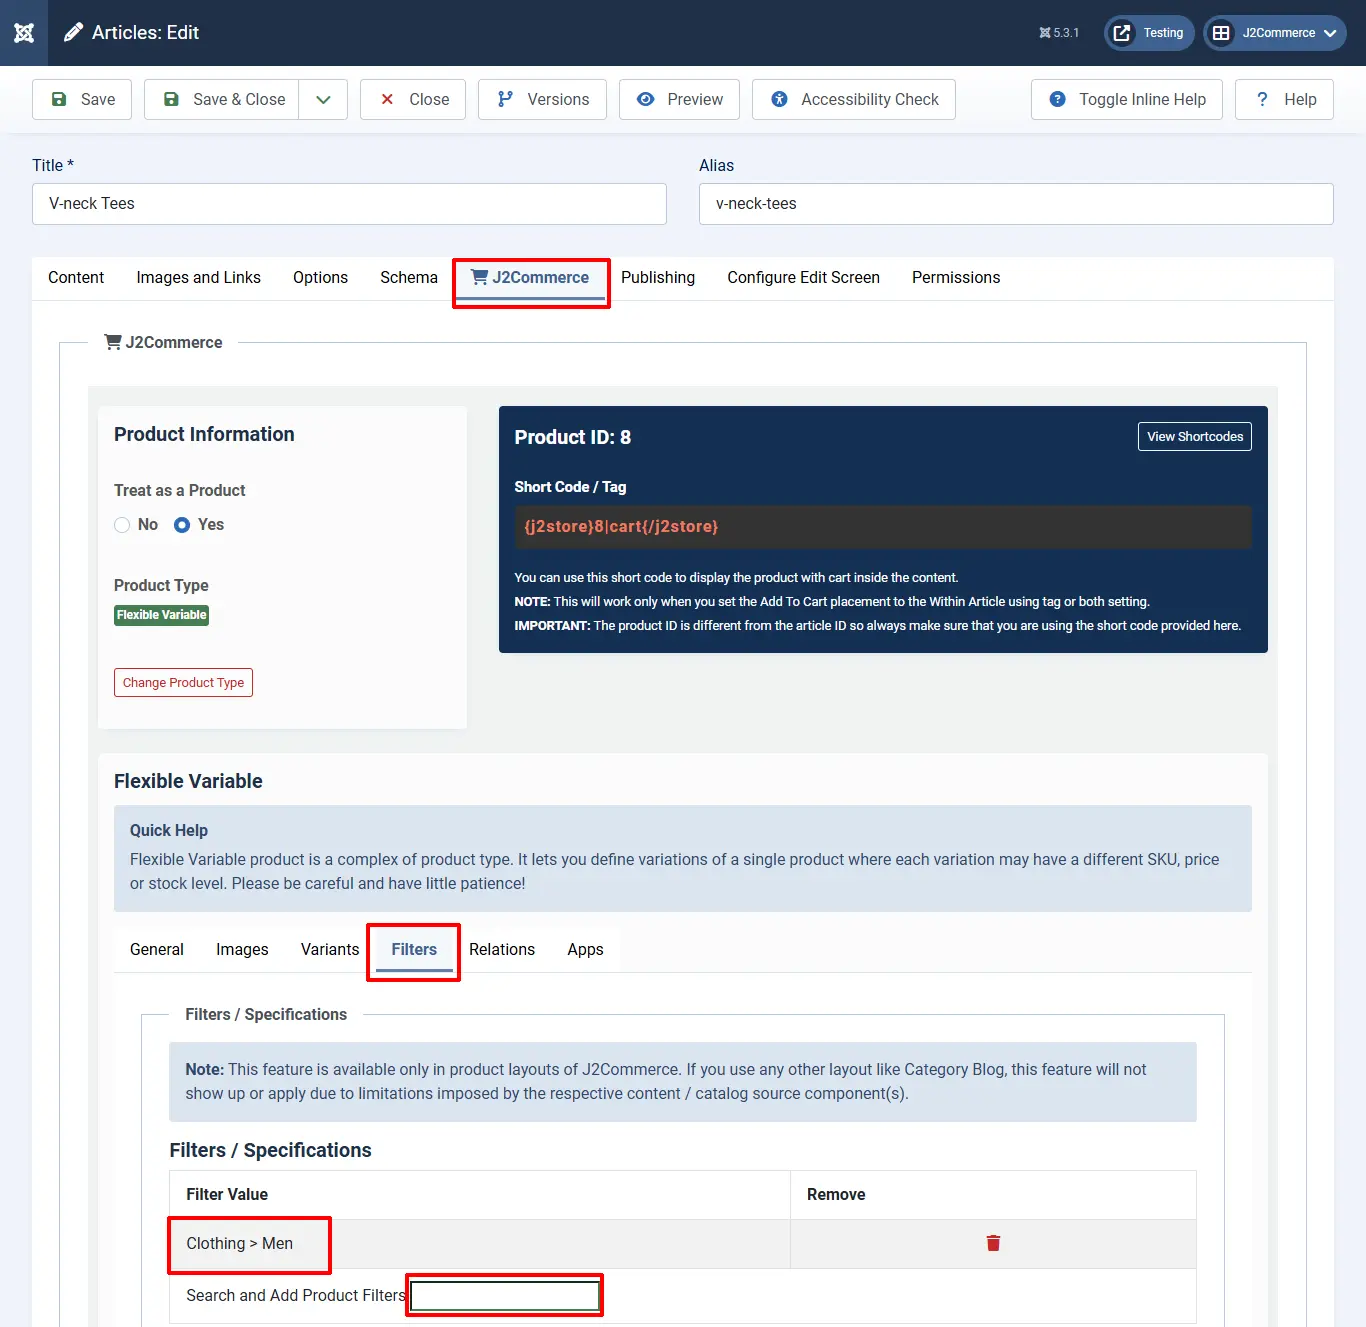 Articles: Edit
5.3.1
Testing
J2Commerce
Save
Save & Close
Close
Versions
Preview
Accessibility Check
Toggle Inline Help
Help
Title *
Alias
V-neck Tees
v-neck-tees
Content
Images and Links
Options
Schema
J2Commerce
Publishing
Configure Edit Screen
Permissions
J2Commerce
Product Information
Treat as a Product
No
Yes
Product Type
Flexible Variable
Change Product Type
Product ID: 8
View Shortcodes
Short Code / Tag
{j2store}8|cart{/j2store}
You can use this short code to display the product with cart inside the content.
NOTE: This will work only when you set the Add To Cart placement to the Within Article using tag or both setting.
IMPORTANT: The product ID is different from the article ID so always make sure that you are using the short code provided here.
Flexible Variable
Quick Help
Flexible Variable product is a complex of product type. It lets you define variations of a single product where each variation may have a different SKU, price
or stock level. Please be careful and have little patience!
General
Images
Variants
Filters
Relations
Apps
Filters / Specifications
Note: This feature is available only in product layouts of J2Commerce. If you use any other layout like Category Blog, this feature will not
show up or apply due to limitations imposed by the respective content / catalog source component(s).
Filters / Specifications
Filter Value
Remove
Clothing > Men
Search and Add Product Filters